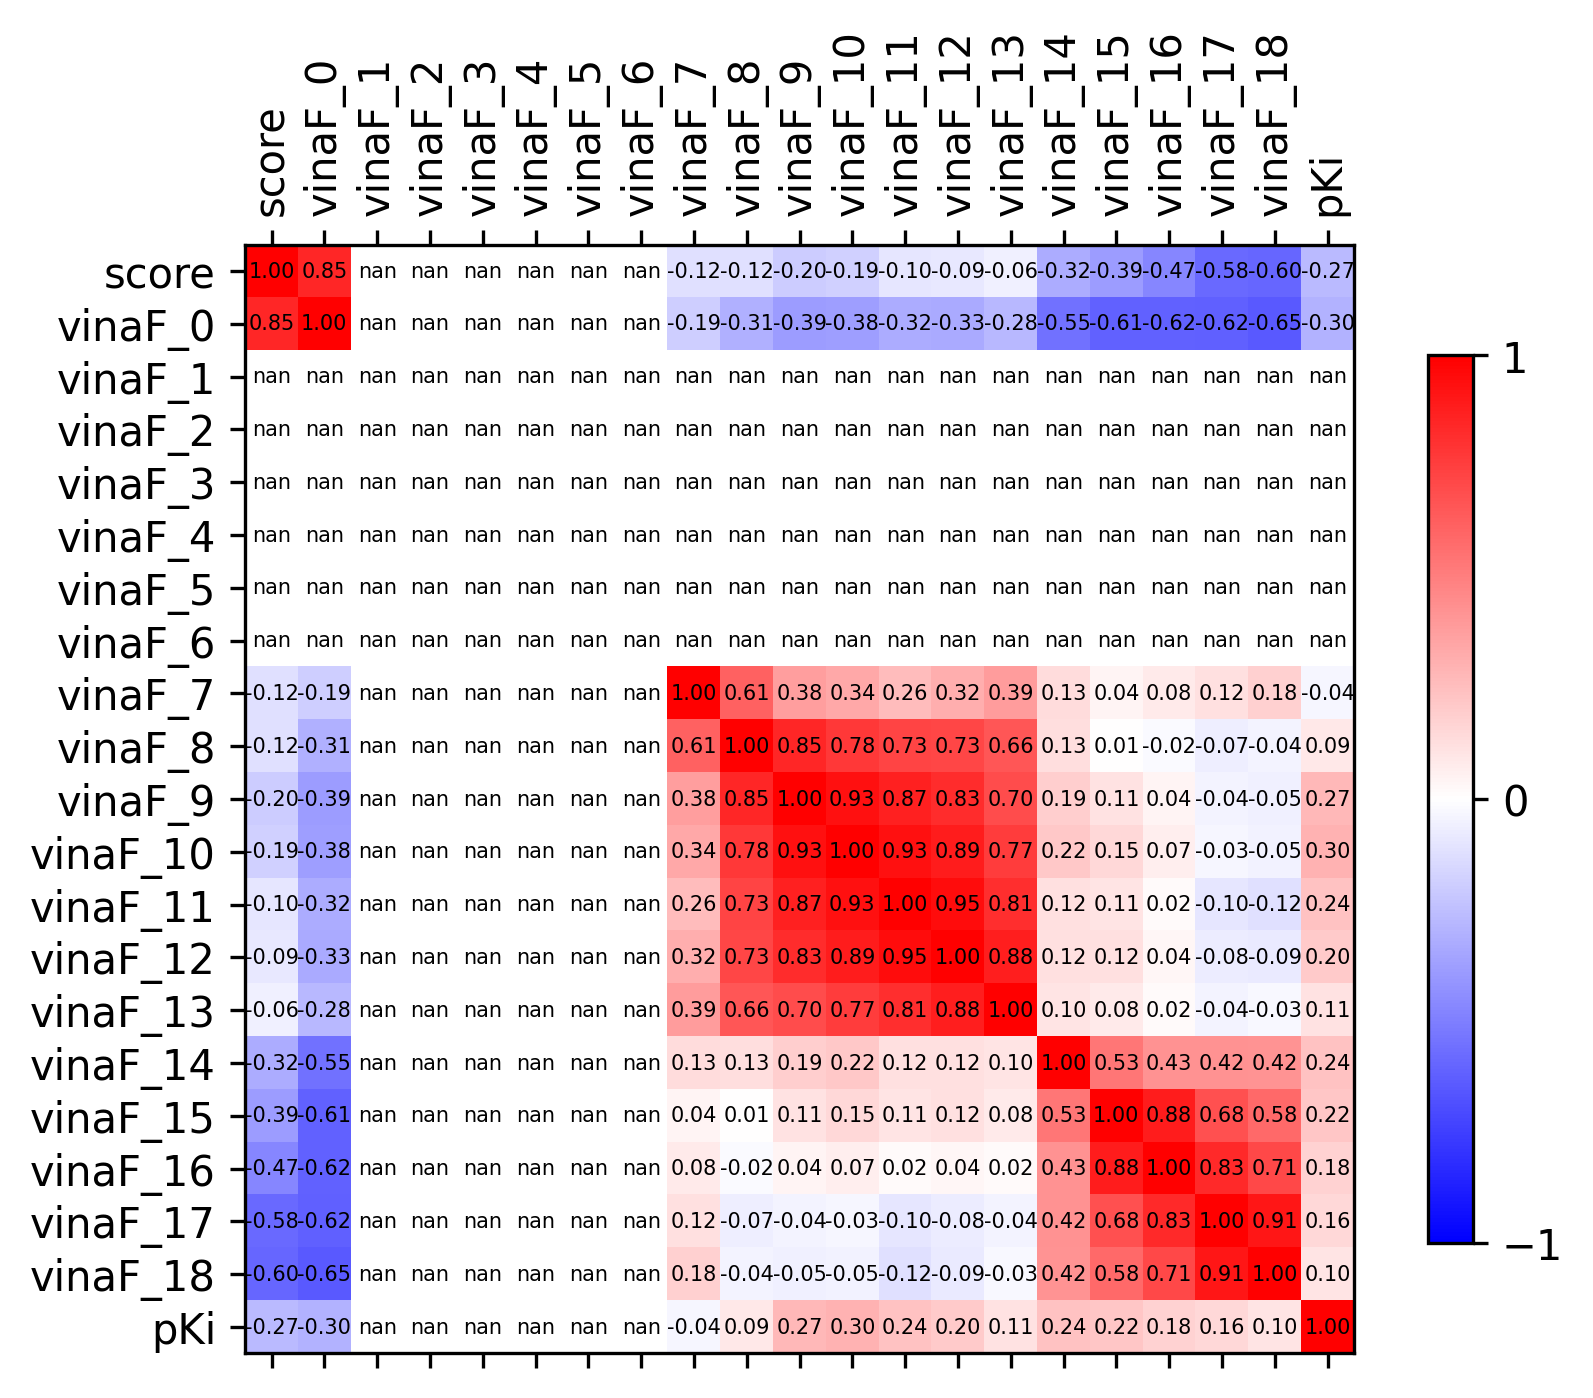 score vinaF_0 vinaF_1 vinaF_2 vinaF_3 vinaF_4 vinaF_5 vinaF_6 vinaF_7 vinaF_8 vinaF_9 vinaF_10 vinaF_11 vinaF_12 vinaF_13 vinaF_14 vinaF_15 vinaF_16 vinaF_17 vinaF_18 pKi
score 1.00 0.85 nan nan nan nan nan nan -0.12 -0.12 -0.20 -0.19 -0.10 -0.09 -0.06 -0.32 -0.39 -0.47 -0.58 -0.60 -0.27
vinaF_0 0.85 1.00 nan nan nan nan nan nan -0.19 -0.31 -0.39 -0.38 -0.32 -0.33 -0.28 -0.55 -0.61 -0.62 -0.62 -0.65 -0.30
vinaF_1 nan nan nan nan nan nan nan nan nan nan nan nan nan nan nan nan nan nan nan nan nan
vinaF_2 nan nan nan nan nan nan nan nan nan nan nan nan nan nan nan nan nan nan nan nan nan
vinaF_3 nan nan nan nan nan nan nan nan nan nan nan nan nan nan nan nan nan nan nan nan nan
vinaF_4 nan nan nan nan nan nan nan nan nan nan nan nan nan nan nan nan nan nan nan nan nan
vinaF_5 nan nan nan nan nan nan nan nan nan nan nan nan nan nan nan nan nan nan nan nan nan
vinaF_6 nan nan nan nan nan nan nan nan nan nan nan nan nan nan nan nan nan nan nan nan nan
vinaF_7 -0.12 -0.19 nan nan nan nan nan nan 1.00 0.61 0.38 0.34 0.26 0.32 0.39 0.13 0.04 0.08 0.12 0.18 -0.04
vinaF_8 -0.12 -0.31 nan nan nan nan nan nan 0.61 1.00 0.85 0.78 0.73 0.73 0.66 0.13 0.01 -0.02 -0.07 -0.04 0.09
vinaF_9 -0.20 -0.39 nan nan nan nan nan nan 0.38 0.85 1.00 0.93 0.87 0.83 0.70 0.19 0.11 0.04 -0.04 -0.05 0.27
vinaF_10 -0.19 -0.38 nan nan nan nan nan nan 0.34 0.78 0.93 1.00 0.93 0.89 0.77 0.22 0.15 0.07 -0.03 -0.05 0.30
vinaF_11 -0.10 -0.32 nan nan nan nan nan nan 0.26 0.73 0.87 0.93 1.00 0.95 0.81 0.12 0.11 0.02 -0.10 -0.12 0.24
vinaF_12 -0.09 -0.33 nan nan nan nan nan nan 0.32 0.73 0.83 0.89 0.95 1.00 0.88 0.12 0.12 0.04 -0.08 -0.09 0.20
vinaF_13 -0.06 -0.28 nan nan nan nan nan nan 0.39 0.66 0.70 0.77 0.81 0.88 1.00 0.10 0.08 0.02 -0.04 -0.03 0.11
vinaF_14 -0.32 -0.55 nan nan nan nan nan nan 0.13 0.13 0.19 0.22 0.12 0.12 0.10 1.00 0.53 0.43 0.42 0.42 0.24
vinaF_15 -0.39 -0.61 nan nan nan nan nan nan 0.04 0.01 0.11 0.15 0.11 0.12 0.08 0.53 1.00 0.88 0.68 0.58 0.22
vinaF_16 -0.47 -0.62 nan nan nan nan nan nan 0.08 -0.02 0.04 0.07 0.02 0.04 0.02 0.43 0.88 1.00 0.83 0.71 0.18
vinaF_17 -0.58 -0.62 nan nan nan nan nan nan 0.12 -0.07 -0.04 -0.03 -0.10 -0.08 -0.04 0.42 0.68 0.83 1.00 0.91 0.16
vinaF_18 -0.60 -0.65 nan nan nan nan nan nan 0.18 -0.04 -0.05 -0.05 -0.12 -0.09 -0.03 0.42 0.58 0.71 0.91 1.00 0.10
pKi -0.27 -0.30 nan nan nan nan nan nan -0.04 0.09 0.27 0.30 0.24 0.20 0.11 0.24 0.22 0.18 0.16 0.10 1.00
1
0
−1